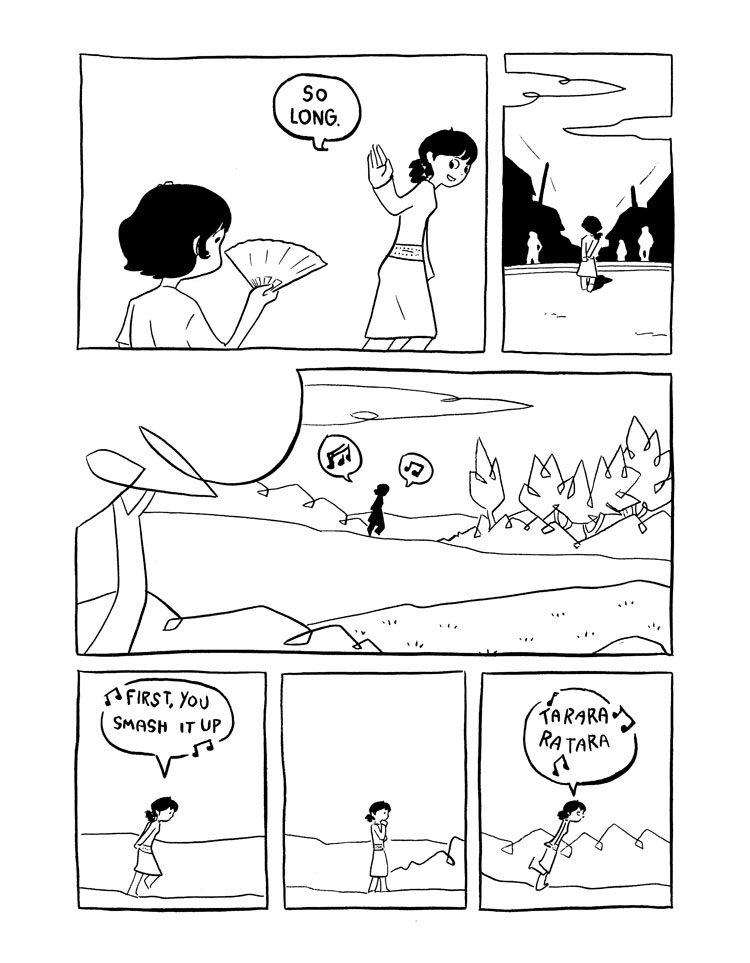 SO
LONG.
FIRST, YOU
SMASH IT UP
TARARA
RA TARA